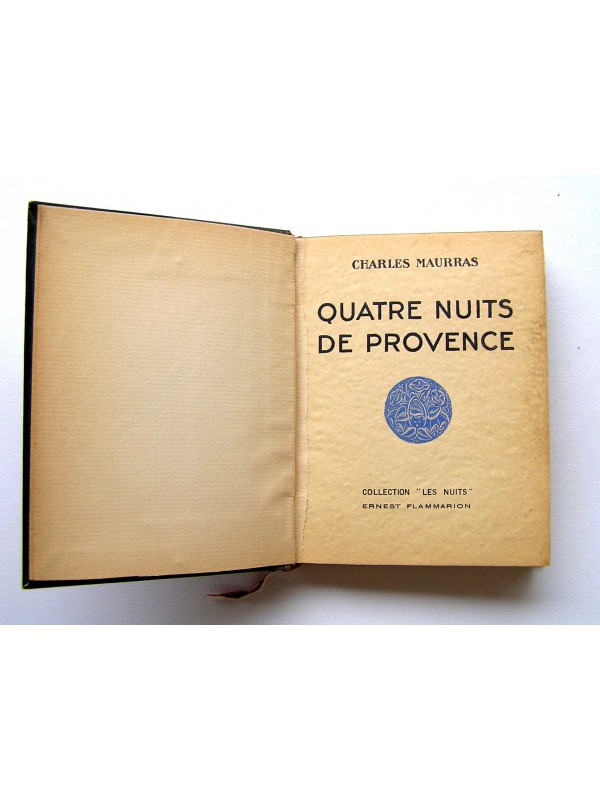 CHARLES MAURRAS
QUATRE NUITS
DE PROVENCE
COLLECTION "LES NUITS"
ERNEST FLAMMARION